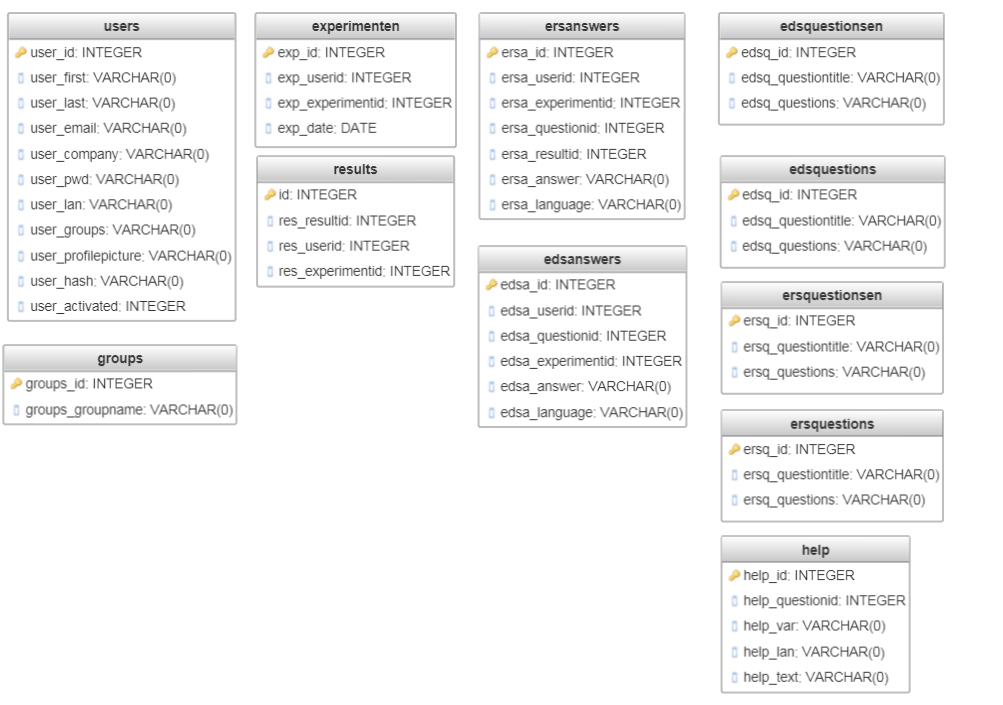 users
user_id: INTEGER
user_first: VARCHAR(0)
user_last: VARCHAR(0)
user_email: VARCHAR(0)
user_company: VARCHAR(0)
user_pwd: VARCHAR(0)
user_lan: VARCHAR(0)
user_groups: VARCHAR(0)
user_profilepicture: VARCHAR(0)
user_hash: VARCHAR(0)
user_activated: INTEGER
groups
groups_id: INTEGER
groups_groupname: VARCHAR(0)
experimenten
exp_id: INTEGER
exp_userid: INTEGER
exp_experimentid: INTEGER
exp_date: DATE
results
id: INTEGER
res_resultid: INTEGER
res_userid: INTEGER
res_experimentid: INTEGER
ersanswers
ersa_id: INTEGER
ersa_userid: INTEGER
ersa_experimentid: INTEGER
ersa_questionid: INTEGER
ersa_resultid: INTEGER
ersa_answer: VARCHAR(0)
ersa_language: VARCHAR(0)
edsanswers
edsa_id: INTEGER
edsa_userid: INTEGER
edsa_questionid: INTEGER
edsa_experimentid: INTEGER
edsa_answer: VARCHAR(0)
edsa_language: VARCHAR(0)
edsquestionsen
edsq_id: INTEGER
edsq_questiontitle: VARCHAR(0)
edsq_questions: VARCHAR(0)
edsquestions
edsq_id: INTEGER
edsq_questiontitle: VARCHAR(0)
edsq_questions: VARCHAR(0)
ersquestionsen
ersq_id: INTEGER
ersq_questiontitle: VARCHAR(0)
ersq_questions: VARCHAR(0)
ersquestions
ersq_id: INTEGER
ersq_questiontitle: VARCHAR(0)
ersq_questions: VARCHAR(0)
help
help_id: INTEGER
help_questionid: INTEGER
help_var: VARCHAR(0)
help_lan: VARCHAR(0)
help_text: VARCHAR(0)